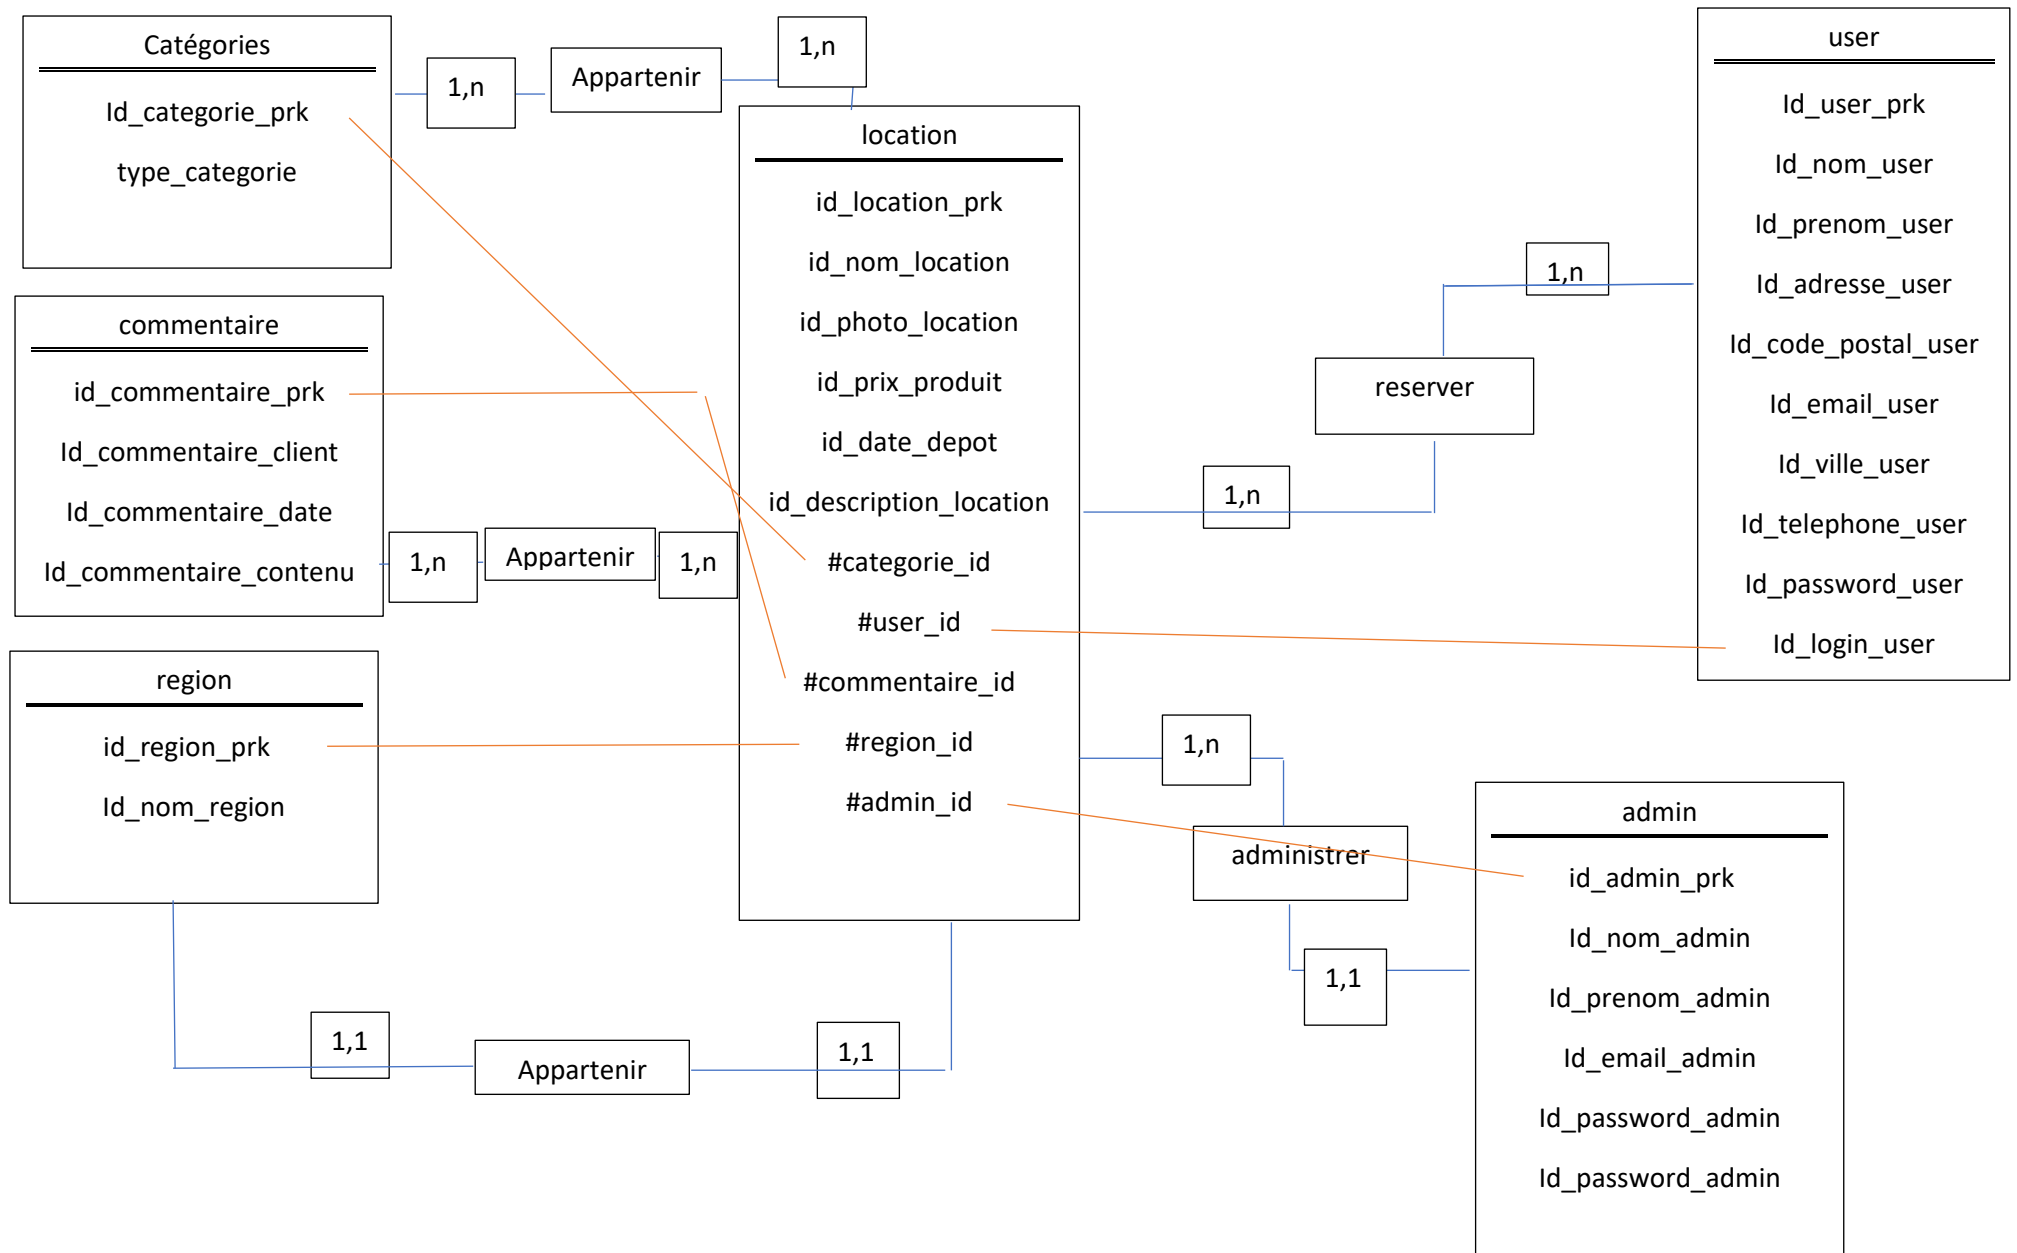 Catégories
Id_categorie_prk
type_categorie
1,n
Appartenir
1,n
commentaire
id_commentaire_prk
Id_commentaire_client
Id_commentaire_date
Id_commentaire_contenu
1,n
Appartenir
1,n
region
id_region_prk
Id_nom_region
1,1
Appartenir
1,1
location
id_location_prk
id_nom_location
id_photo_location
id_prix_produit
id_date_depot
id_description_location
#categorie_id
#user_id
#commentaire_id
#region_id
#admin_id
1,n
reserver
1,n
user
Id_user_prk
Id_nom_user
Id_prenom_user
Id_adresse_user
Id_code_postal_user
Id_email_user
Id_ville_user
Id_telephone_user
Id_password_user
Id_login_user
1,n
administrer
1,1
admin
id_admin_prk
Id_nom_admin
Id_prenom_admin
Id_email_admin
Id_password_admin
Id_password_admin